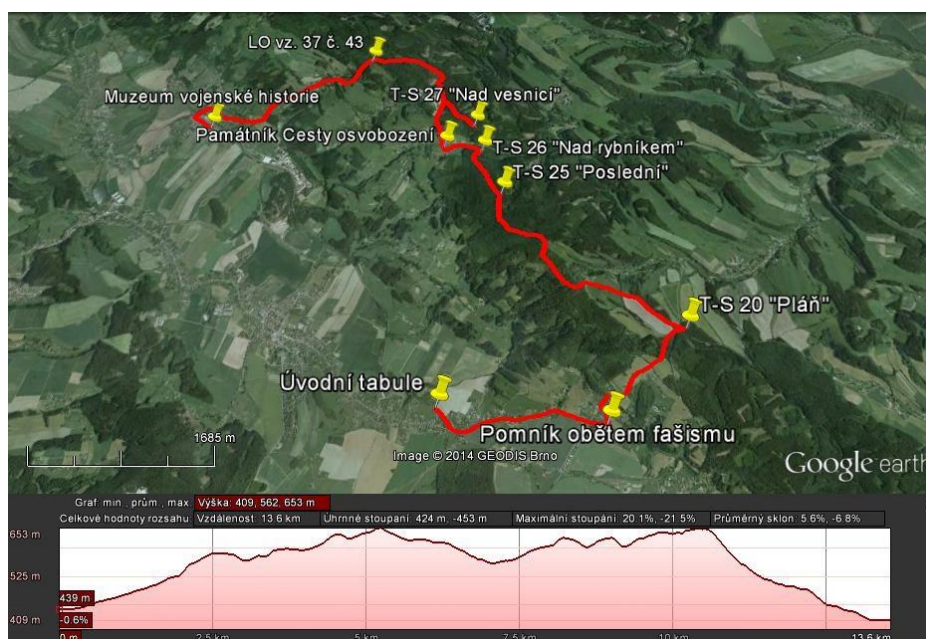 LO vz. 37 č. 43
Muzeum vojenské historie
T-S 27 "Nad vesnicí"
Památník Cesty osvobození
T-S 26 "Nad rybníkem"
T-S 25 "Poslední"
T-S 20 "Pláň"
Úvodní tabule
Pomník obětem fašismu
1685 m
Image © 2014 GEODIS Brno
Google earth
Graf: min., prům., max. Výška: 409, 562, 653 m
Celkové hodnoty rozsahu: Vzdálenost: 13.6 km Úhrnné stoupání: 424 m, -453 m Maximální stoupání: 20.1%, -21.5% Průměrný sklon: 5.6%, -6.8%
653 m
525 m
439 m
409 m
-0.6%
0 m 2.5 km 5 km 7.5 km 10 km 13.6 km